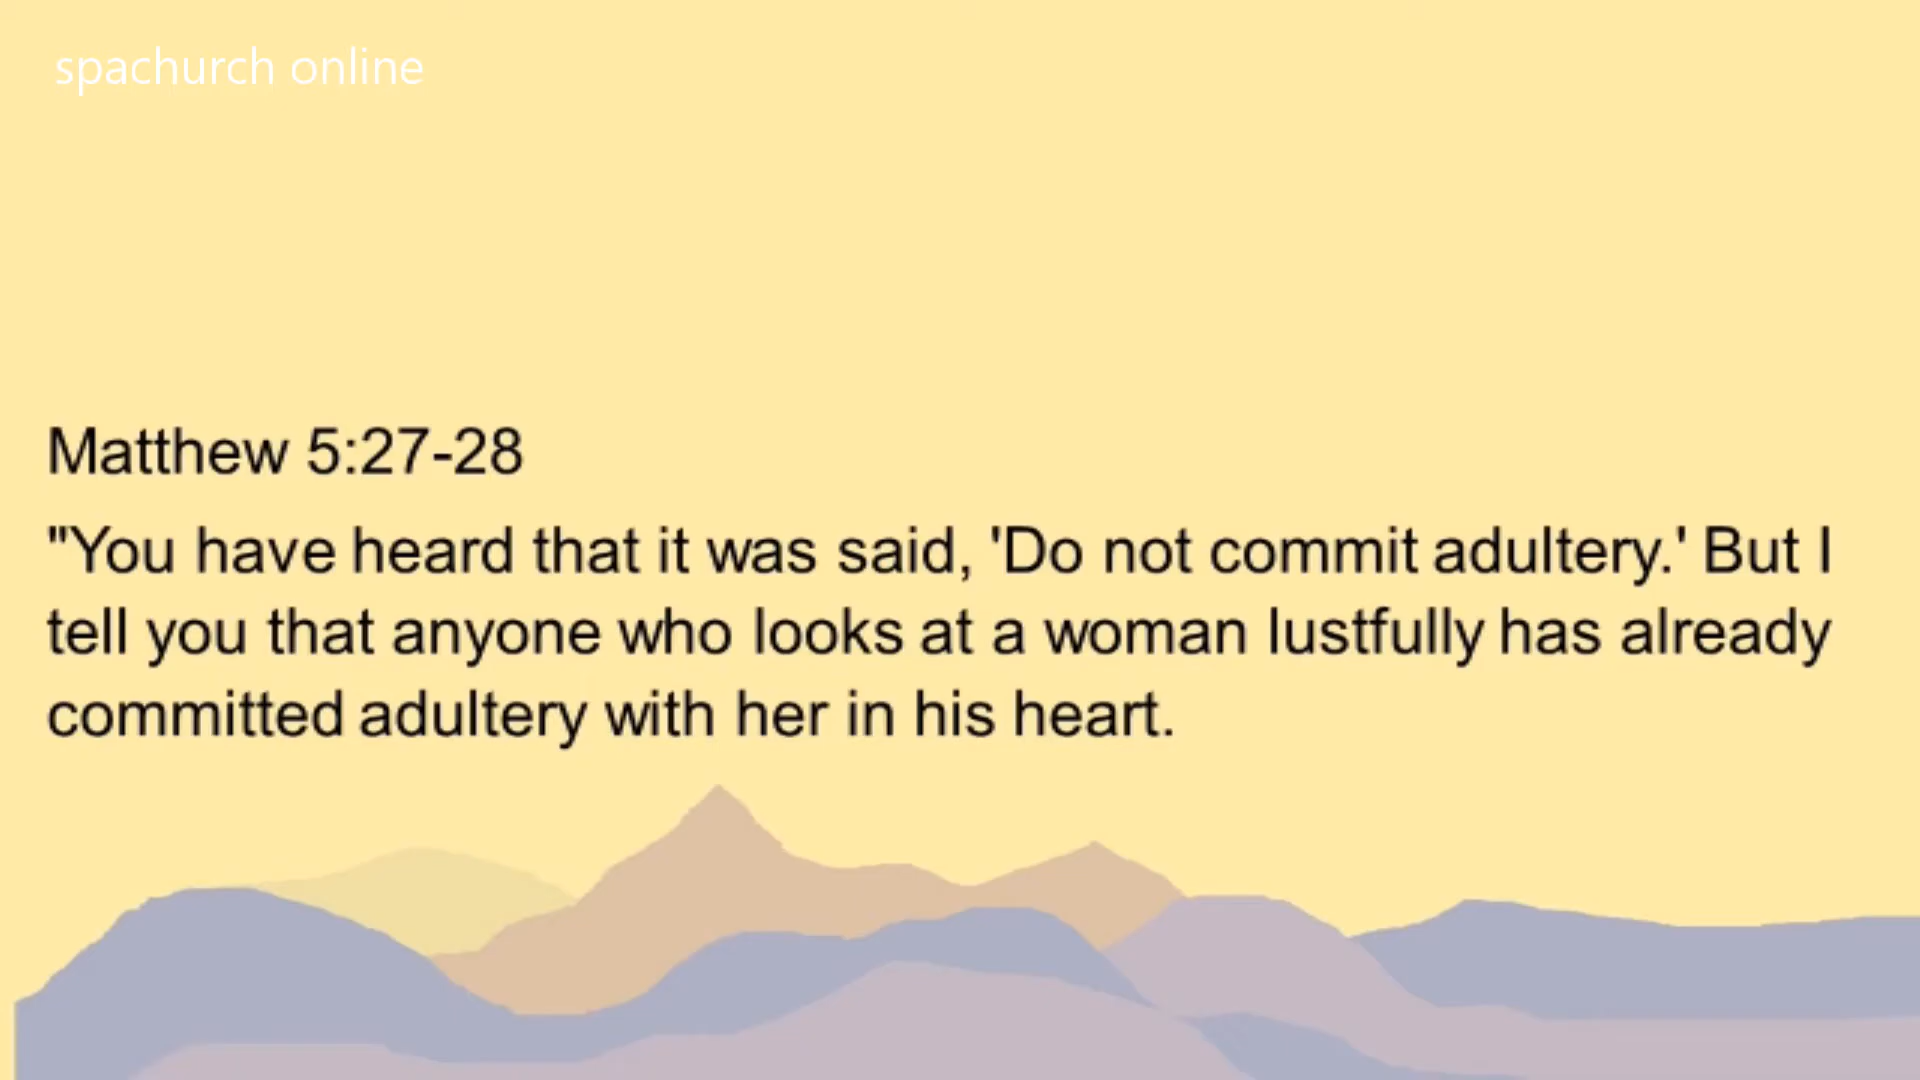 spachurch online
Matthew 5:27-28
"You have heard that it was said, 'Do not commit adultery.' But I
tell you that anyone who looks at a woman lustfully has already
committed adultery with her in his heart.